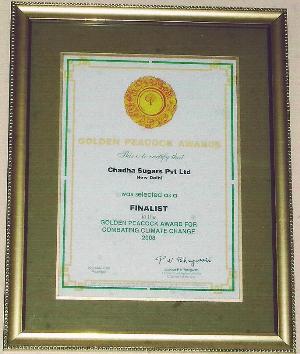 GOLDEN PEACOCK AWARDS
This is to certify that
Chadha Sugars Pvt Ltd
New Delhi
was selected as a
FINALIST
in the
GOLDEN PEACOCK AWARD FOR
COMBATING CLIMATE CHANGE
2008